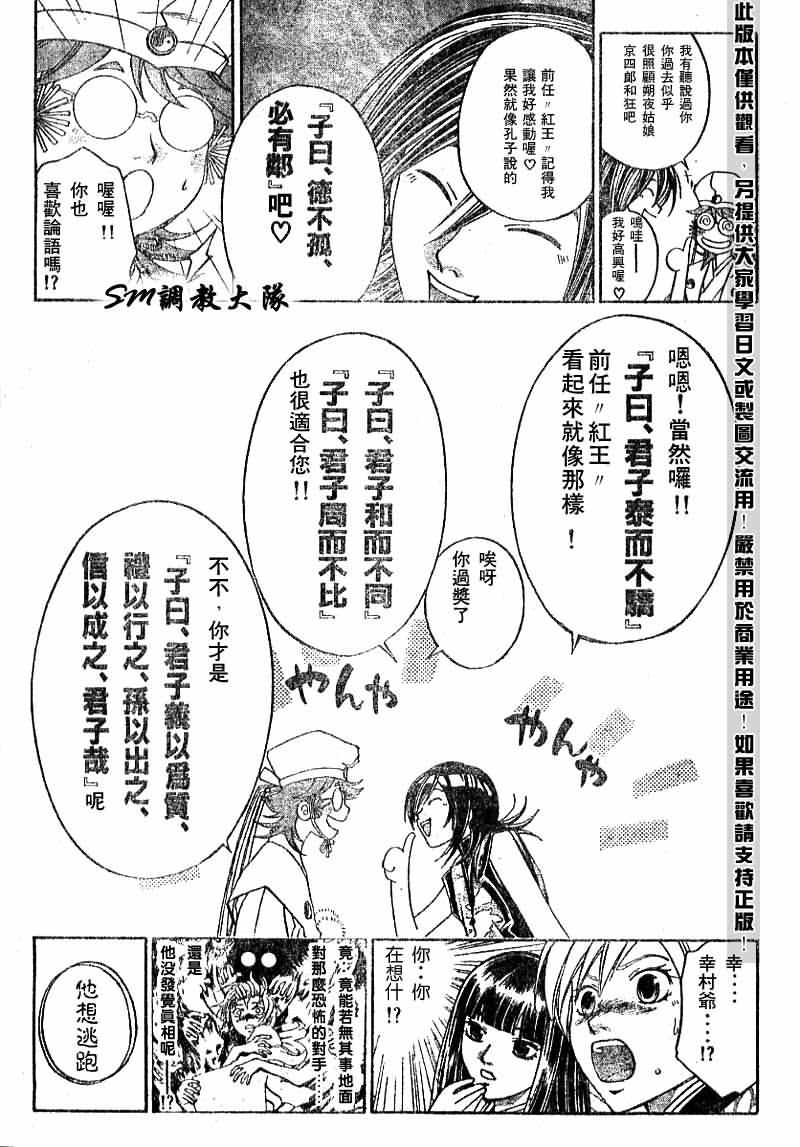 我有聽說過你
你過去似乎
很照顧朔夜姑娘
京四郎和狂吧
鳴哇——
我好高興喔♡
前任〃紅王〃記得我
讓我好感動喔♡
果然就像孔子說的
『子曰、德不孤、
必有鄰』吧♡
喔喔!!
你也
喜歡論語嗎!?
SM調教大隊
嗯嗯!當然囉!!
『子曰、君子泰而不驕』
前任〃紅王〃
看起來就像那樣!
唉呀
你過獎了
『子曰、君子和而不同』
『子曰、君子周而不比』
也很適合您!!
不不,你才是
『子曰、君子義以爲質、
禮以行之、孫以出之、
信以成之、君子哉』呢
やんや
やんや
幸……
幸村爺……!?
你…你
在想什!?
竟…竟能若無其事地面
對那麼恐怖的對手……
還是
他没發覺真相呢……!?
他想逃跑
此版本僅供觀看、另提供大家學習日文或製圖交流用!嚴禁用於商業用途!如果喜歡請支持正版!